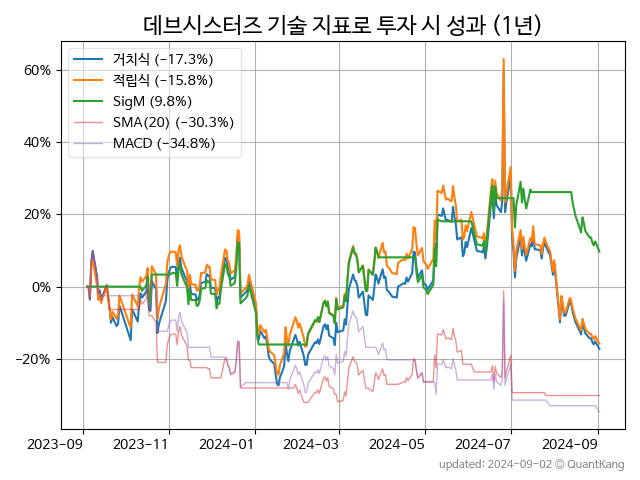 데브시스터즈 기술 지표로 투자 시 성과 (1년)
거치식 (−17.3%)
적립식 (−15.8%)
SigM (9.8%)
SMA(20) (−30.3%)
MACD (−34.8%)
60%
40%
20%
0%
−20%
2023-09 2023-11 2024-01 2024-03 2024-05 2024-07 2024-09
updated: 2024-09-02 © QuantKang